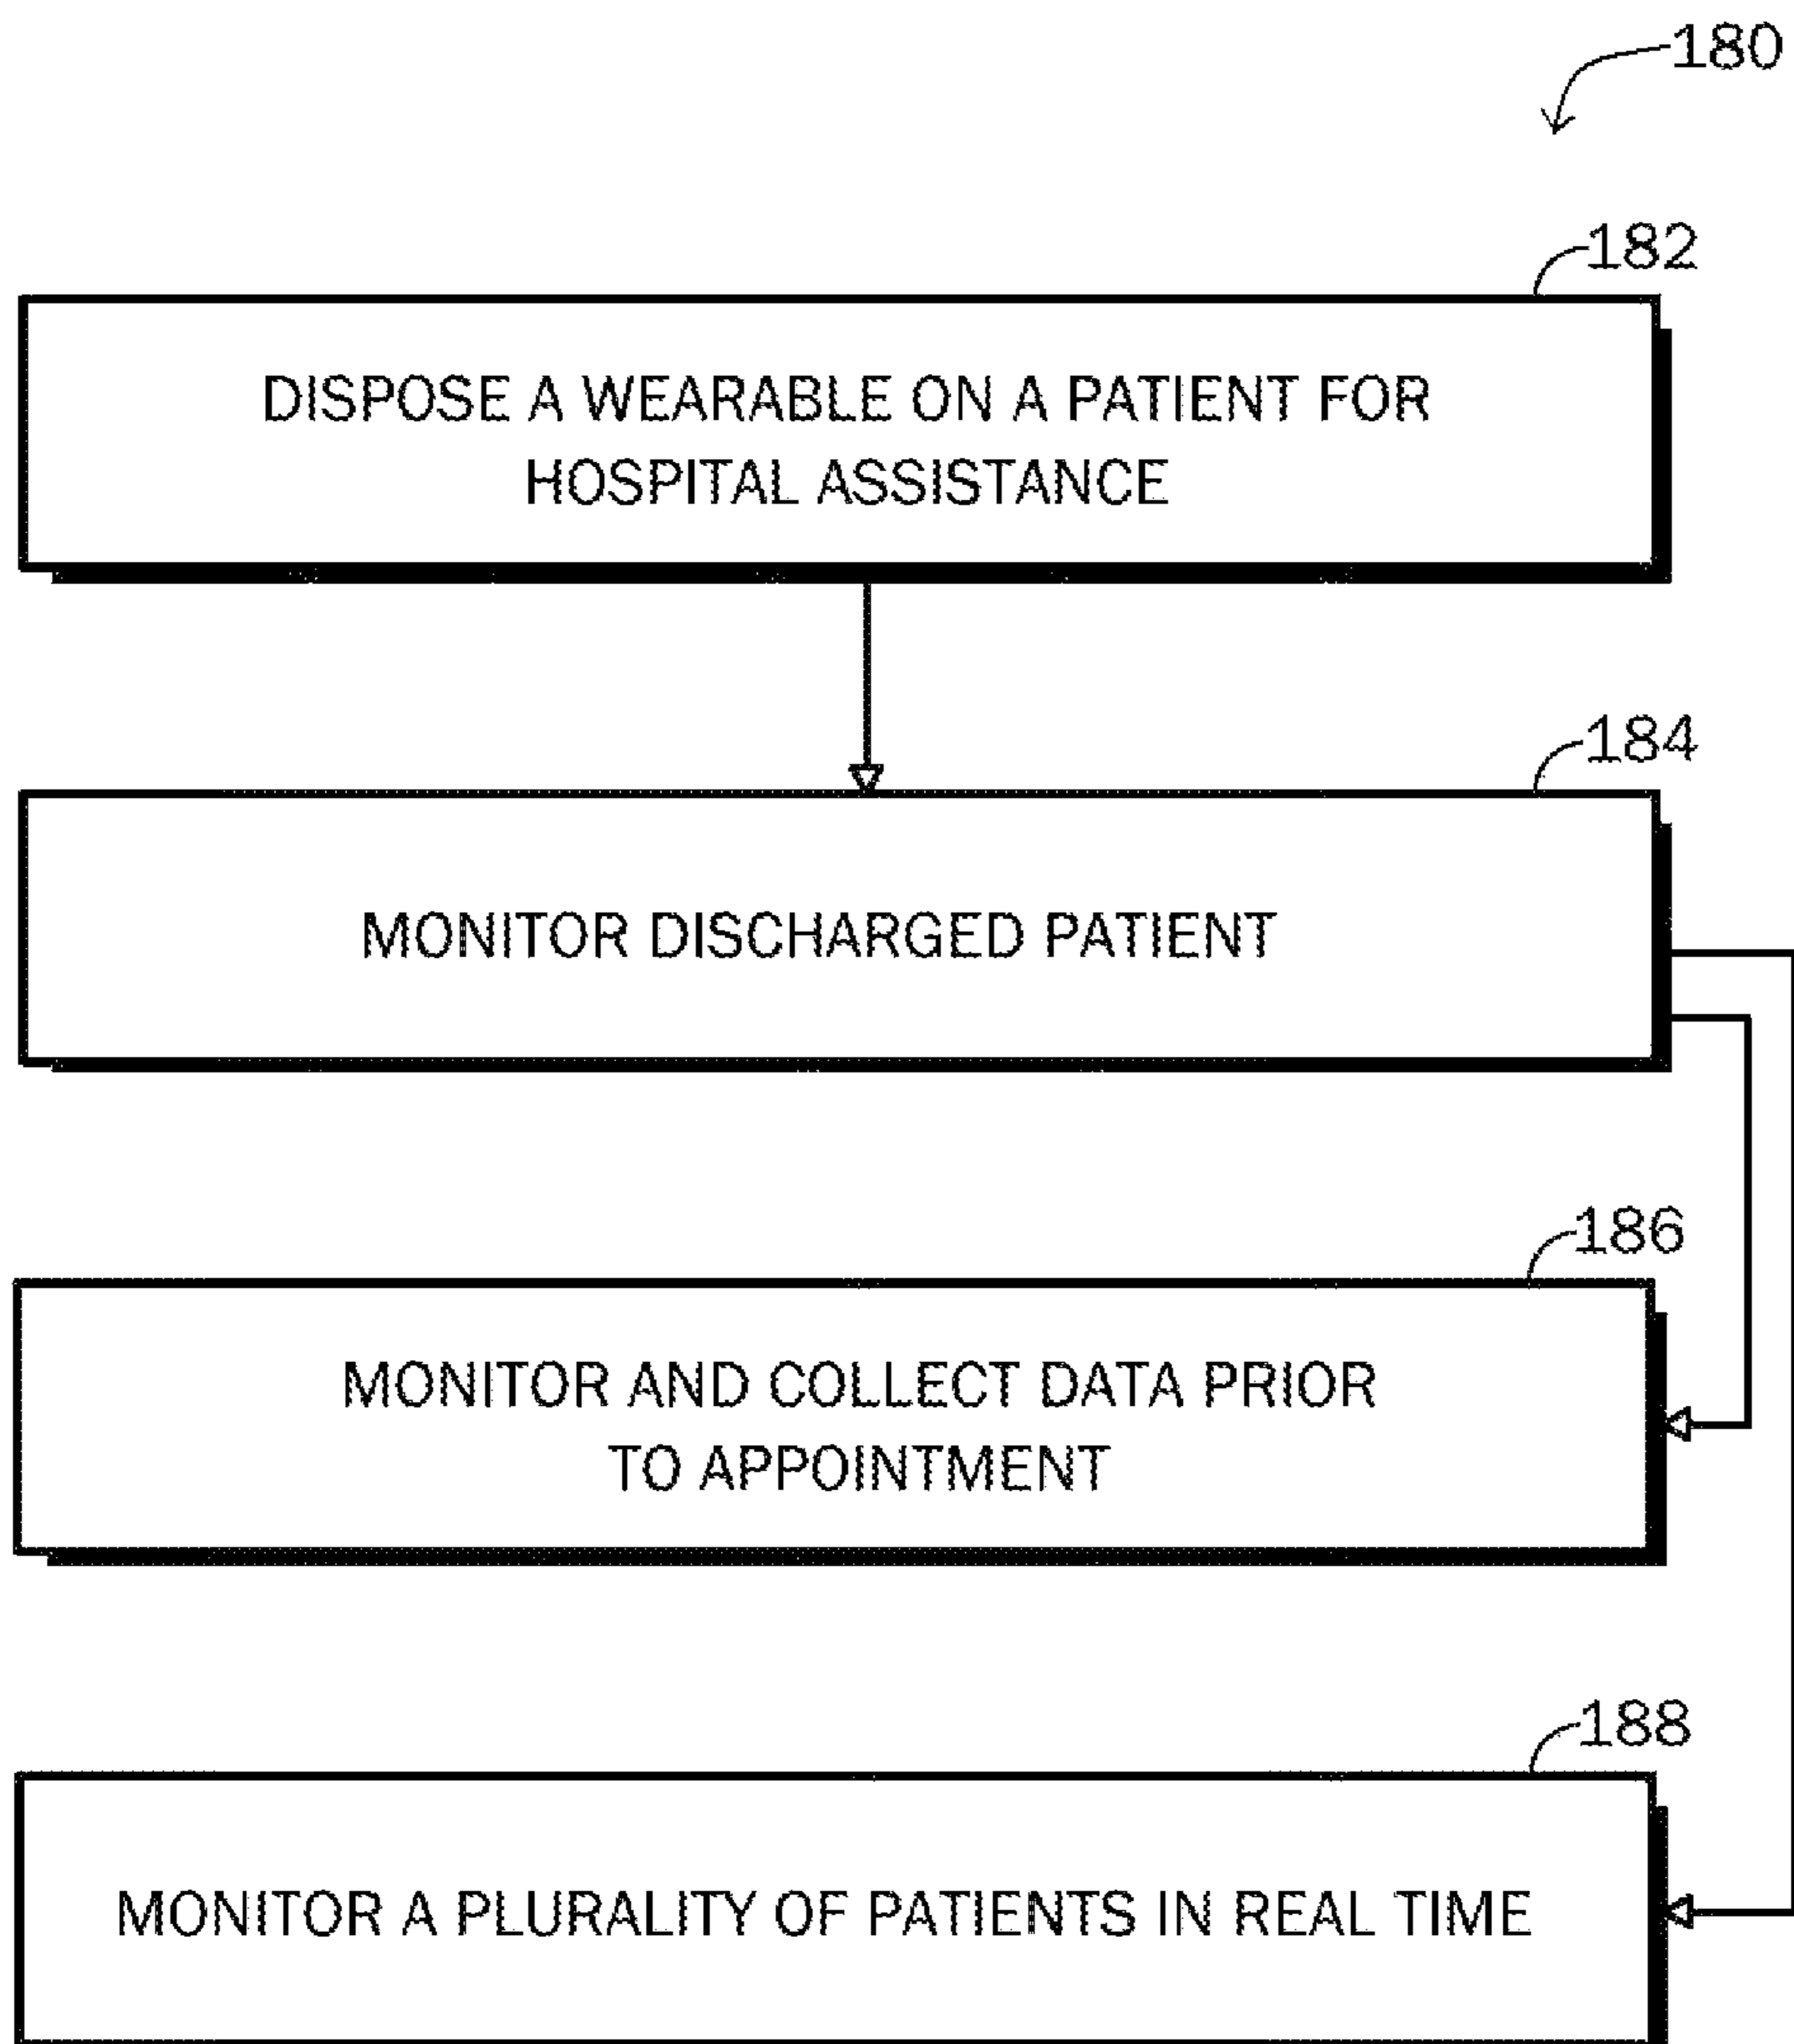 180
182
DISPOSE A WEARABLE ON A PATIENT FOR
HOSPITAL ASSISTANCE
184
MONITOR DISCHARGED PATIENT
186
MONITOR AND COLLECT DATA PRIOR
TO APPOINTMENT
188
MONITOR A PLURALITY OF PATIENTS IN REAL TIME